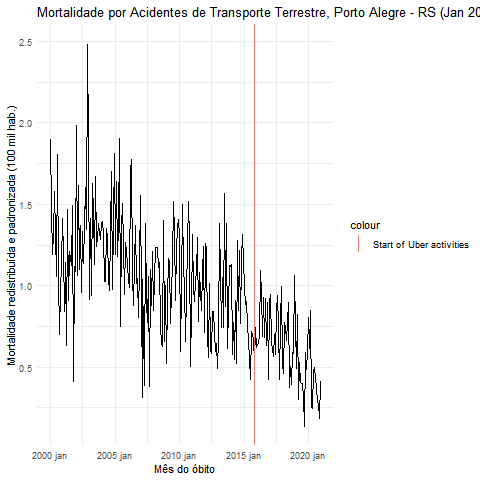 Mortalidade por Acidentes de Transporte Terrestre, Porto Alegre - RS (Jan 20
Mortalidade redistribuída e padronizada (100 mil hab.)
2.5
2.0
1.5
1.0
0.5
2000 jan
2005 jan
2010 jan
2015 jan
2020 jan
Mês do óbito
colour
Start of Uber activities